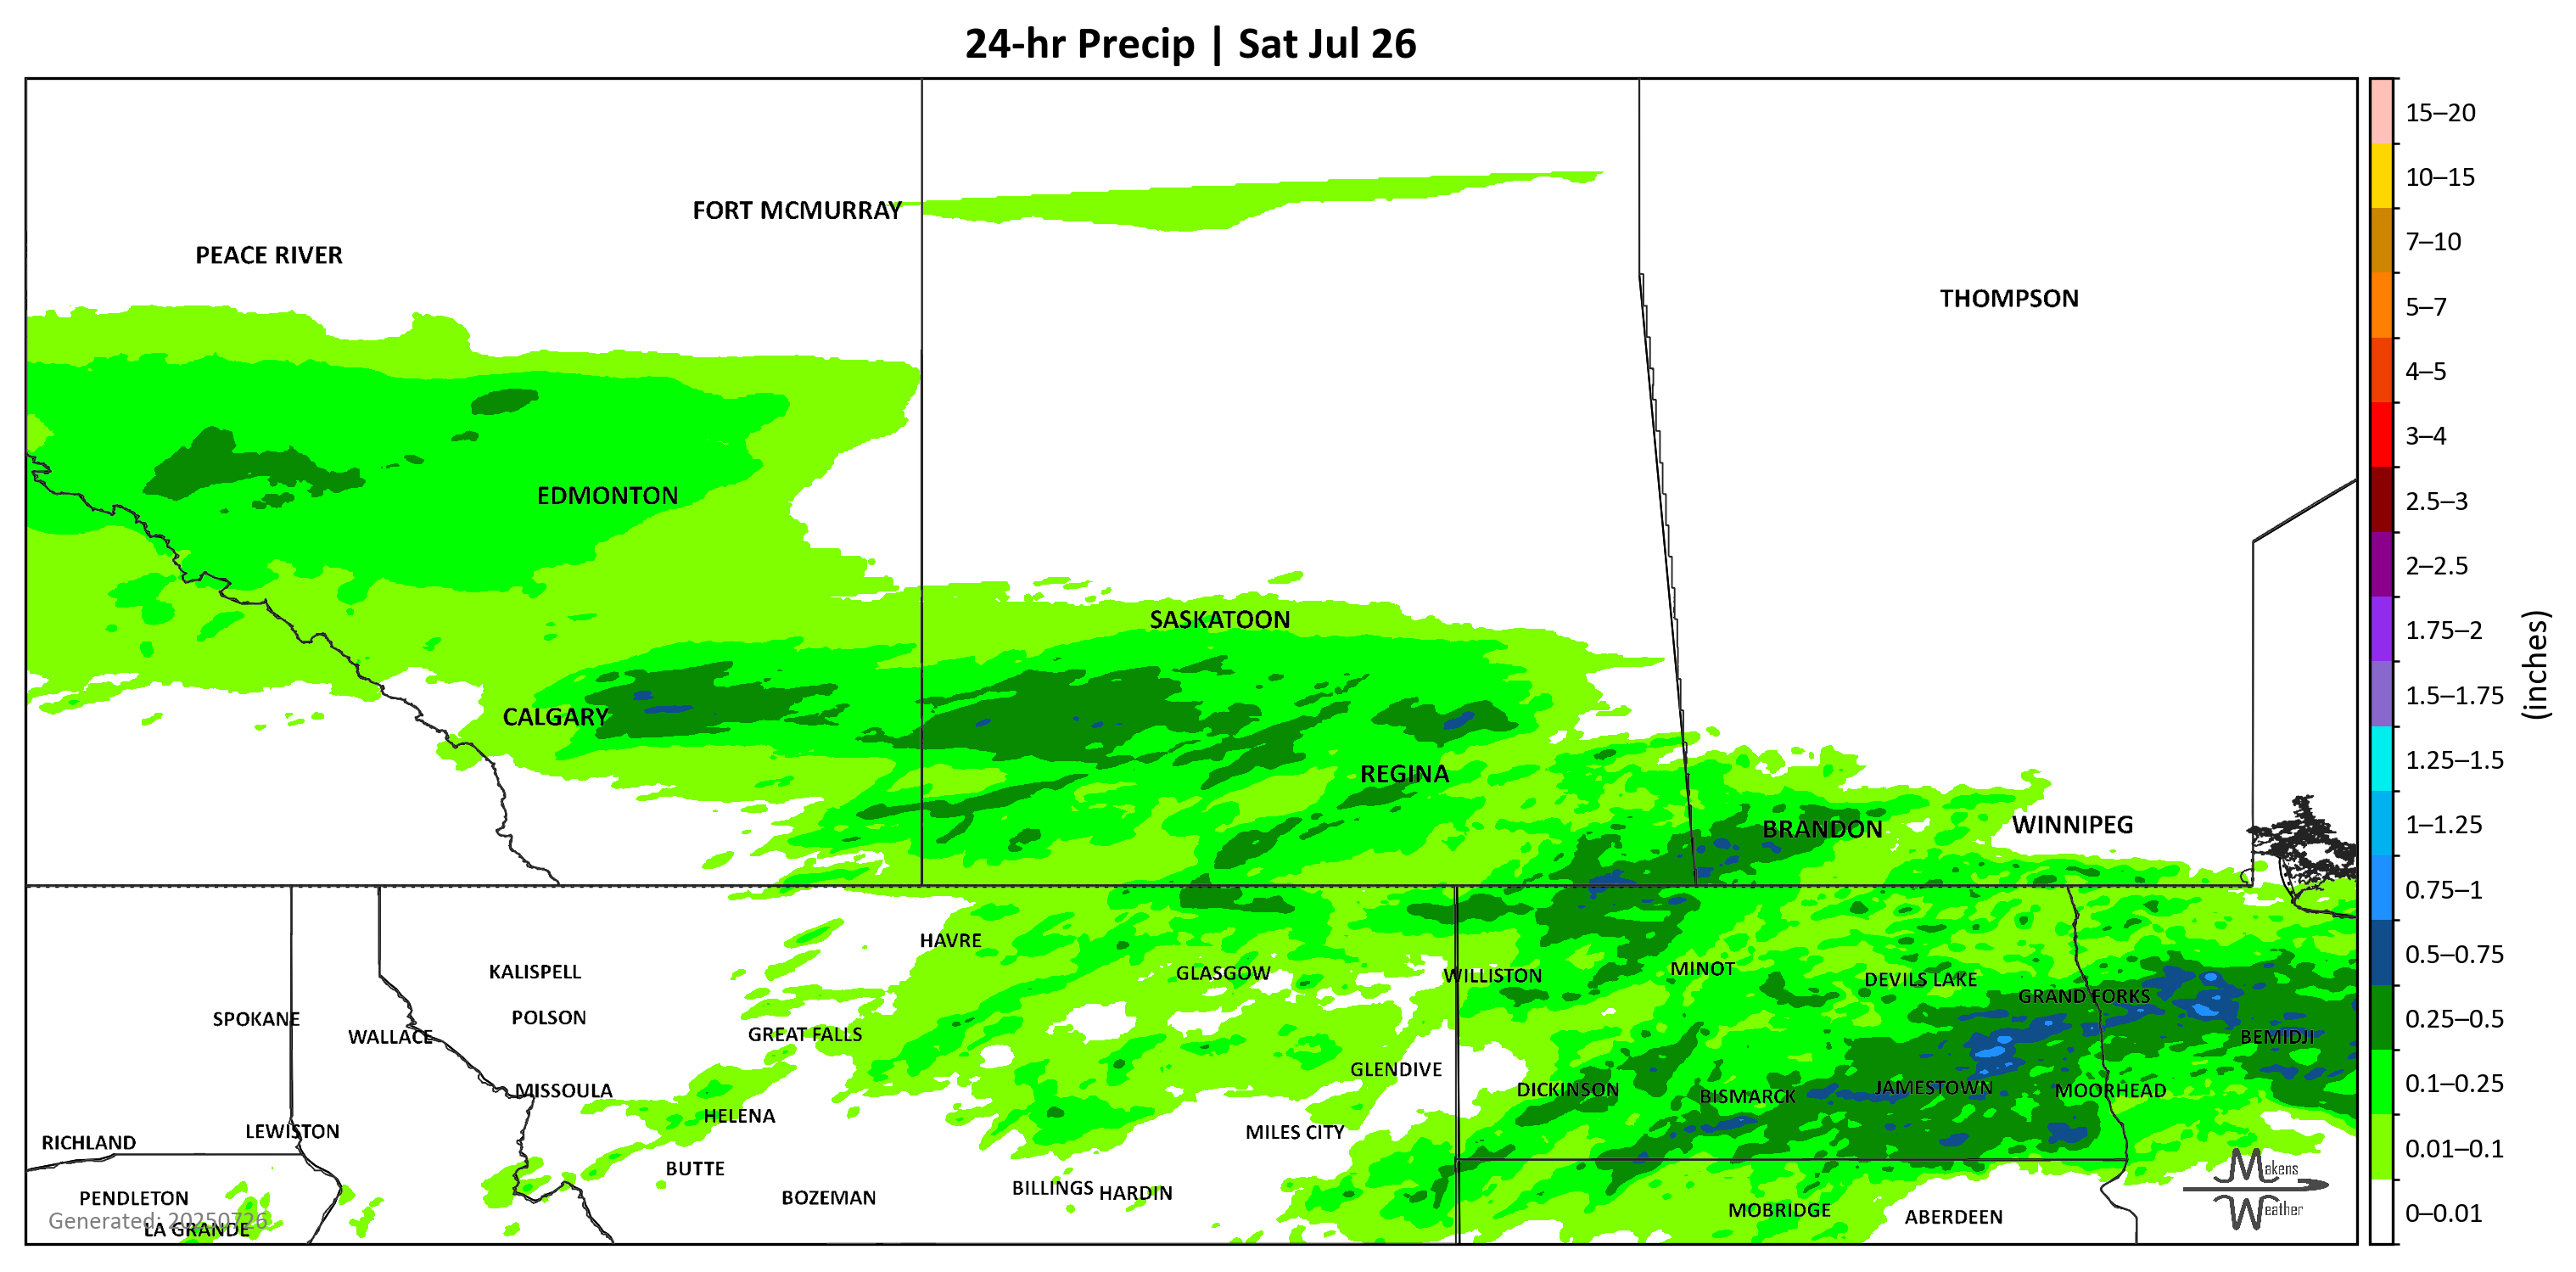 24-hr Precip | Sat Jul 26
15–20
10–15
7–10
5–7
4–5
3–4
2.5–3
2–2.5
1.75–2
1.5–1.75
1.25–1.5
1–1.25
0.75–1
0.5–0.75
0.25–0.5
0.1–0.25
0.01–0.1
0–0.01
(inches)
FORT MCMURRAY
PEACE RIVER
THOMPSON
EDMONTON
SASKATOON
CALGARY
REGINA
BRANDON
WINNIPEG
HAVRE
KALISPELL
GLASGOW
WILLISTON
MINOT
DEVILS LAKE
GRAND FORKS
SPOKANE
POLSON
WALLACE
GREAT FALLS
BEMIDJI
GLENDIVE
MISSOULA
DICKINSON
BISMARCK
JAMESTOWN
MOORHEAD
HELENA
RICHLAND
LEWISTON
MILES CITY
BUTTE
PENDLETON
BOZEMAN
BILLINGS
HARDIN
MOBRIDGE
ABERDEEN
Generated: 20250726
LA GRANDE
Makens
Weather